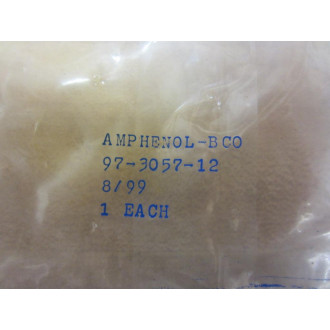 AMPHENOL-BCO
97-3057-12
8/99
1 EACH